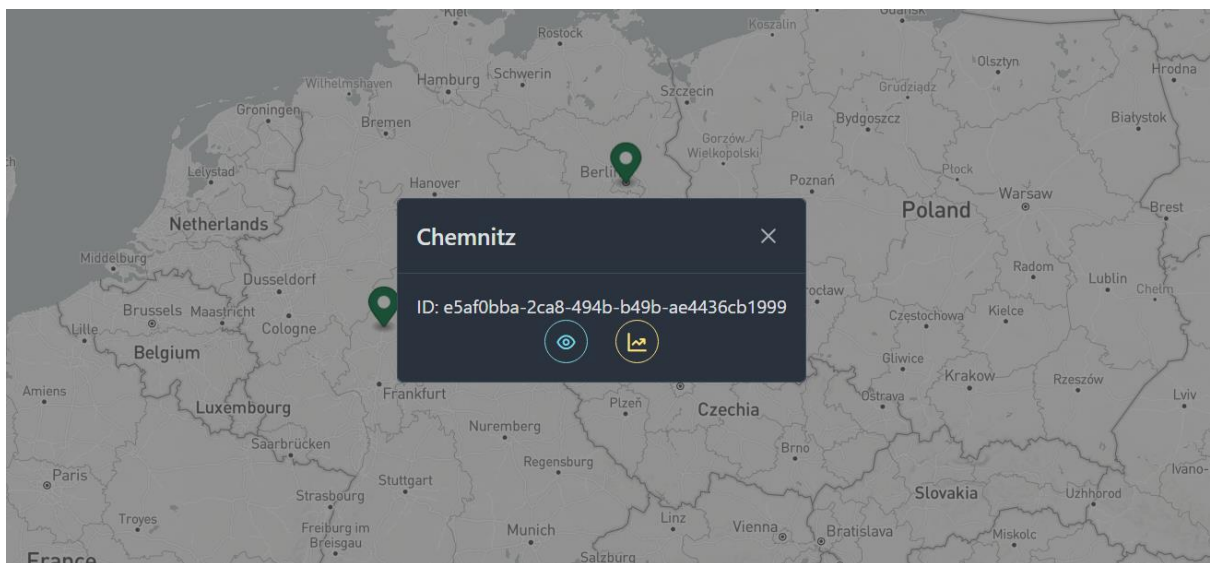 Kiel
Gdańsk
Koszalin
Rostock
Olsztyn
Hrodna
Wilhelmshaven
Hamburg
Schwerin
Szczecin
Grudziądz
Groningen
Bremen
Piła
Bydgoszcz
Białystok
Gorzów
Wielkopolski
Lelystad
Hanover
Berlin
Poznań
Płock
Warsaw
Netherlands
Poland
Brest
Chemnitz
Middelburg
Dusseldorf
Radom
Lublin
Chełm
Brussels
Maastricht
ID: e5af0bba-2ca8-494b-b49b-ae4436cb1999
rocław
Częstochowa
Kielce
Lille
Cologne
Belgium
Gliwice
Amiens
Frankfurt
Krakow
Rzeszów
Luxembourg
Plzeň
Czechia
Ostrava
Lviv
Nuremberg
Saarbrücken
Brno
Paris
Regensburg
Ivano-
Stuttgart
Strasbourg
Slovakia
Uzhhorod
Troyes
Freiburg im
Breisgau
Munich
Linz
Vienna
Bratislava
Miskolc
Salzburg
France